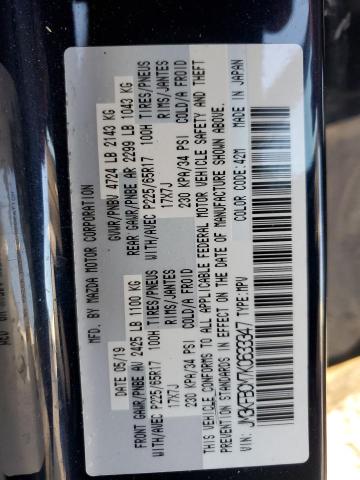 MFD BY MAZDA MOTOR CORPORATION
DATE 05/19 GVWR/PNBV 4724 LB 2143 KG
FRONT GAWR/PNBE AV 2425 LB 1100 KG REAR GAWR/PNBE AR 2299 LB 1043 KG
WITH/AVEC P225/65R17 100H TIRES/PNEUS WITH/AVEC P225/65R17 100H TIRES/PNEUS
17X7J RIMS/JANTES 17X7J RIMS/JANTES
230 KPA/34 PSI COLD/A FROID 230 KPA/34 PSI COLD/A FROID
THIS VEHICLE CONFORMS TO ALL APPLICABLE FEDERAL MOTOR VEHICLE SAFETY AND THEFT
PREVENTION STANDARDS IN EFFECT ON THE DATE OF MANUFACTURE SHOWN ABOVE.
VIN/IDENTIFICATION NUMBER: COLOR CODE: 42M MADE IN JAPAN
TYPE: MPV